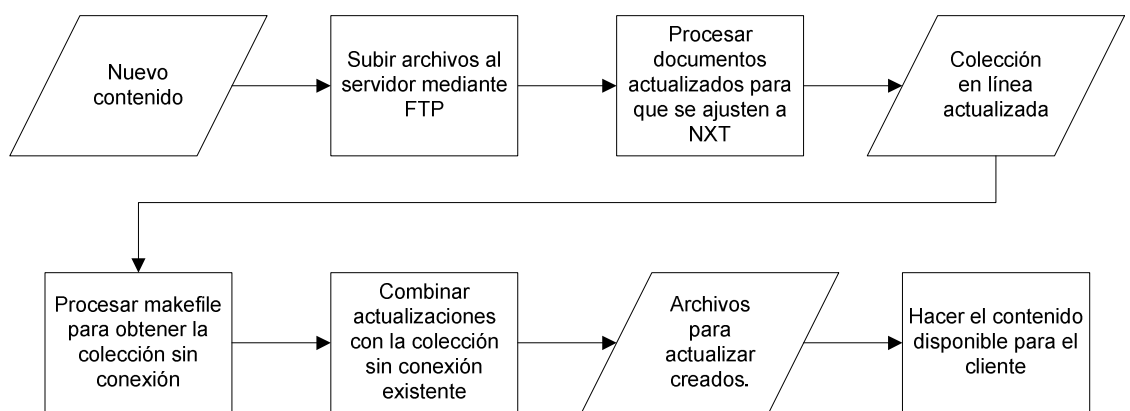 Nuevo
contenido
Subir archivos al
servidor mediante
FTP
Procesar
documentos
actualizados para
que se ajusten a
NXT
Colección
en línea
actualizada
Procesar makefile
para obtener la
colección sin
conexión
Combinar
actualizaciones
con la colección
sin conexión
existente
Archivos
para
actualizar
creados.
Hacer el contenido
disponible para el
cliente